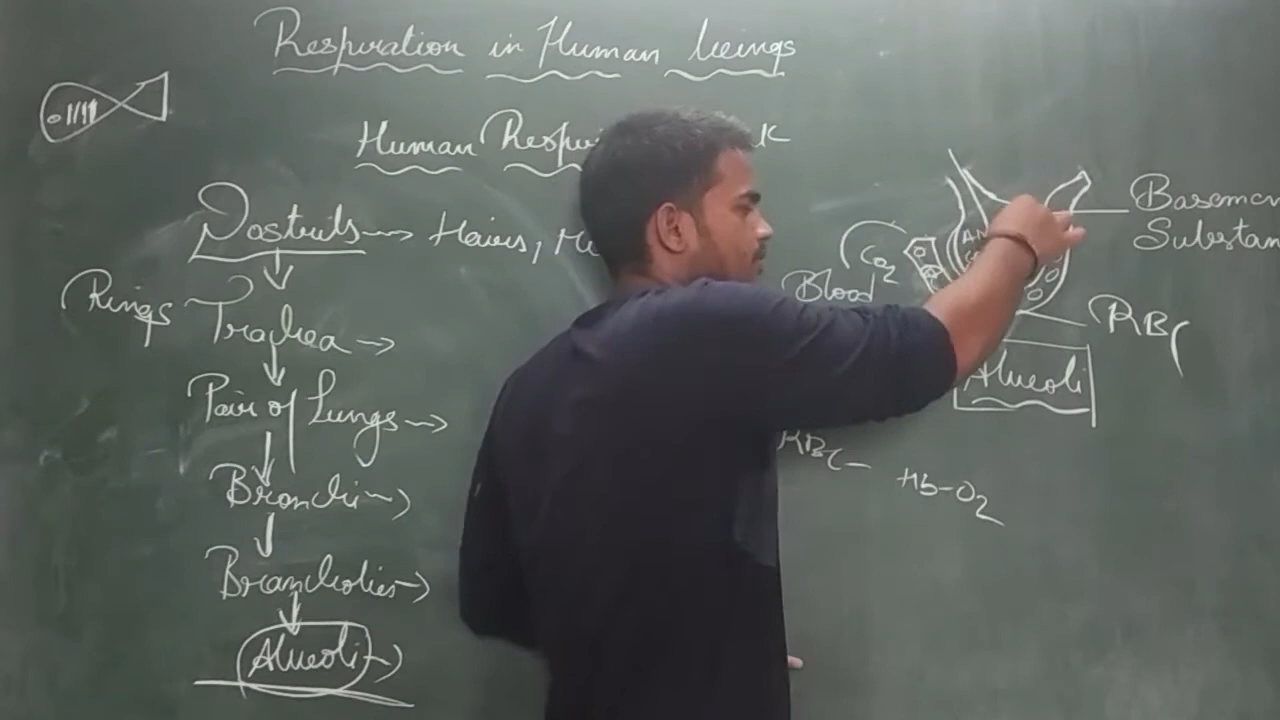 Respiration in Human beings
Human Respi k
Nostrils → Hairs, Mu
Rings Trachea →
Pair of Lungs →
Bronchi →
Bronchioles →
Alveoli →
CO2
Blood
Basemen
Substan
RBC
Alveoli
RBC - Hb-O2